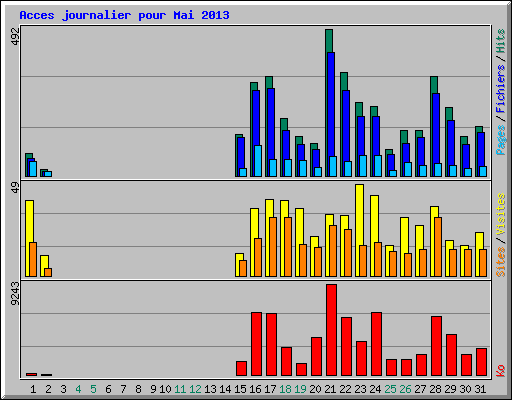 Acces journalier pour Mai 2013
492
Pages / Fichiers / Hits
49
Sites / Visites
9243
Ko
1 2 3 4 5 6 7 8 9 10 11 12 13 14 15 16 17 18 19 20 21 22 23 24 25 26 27 28 29 30 31